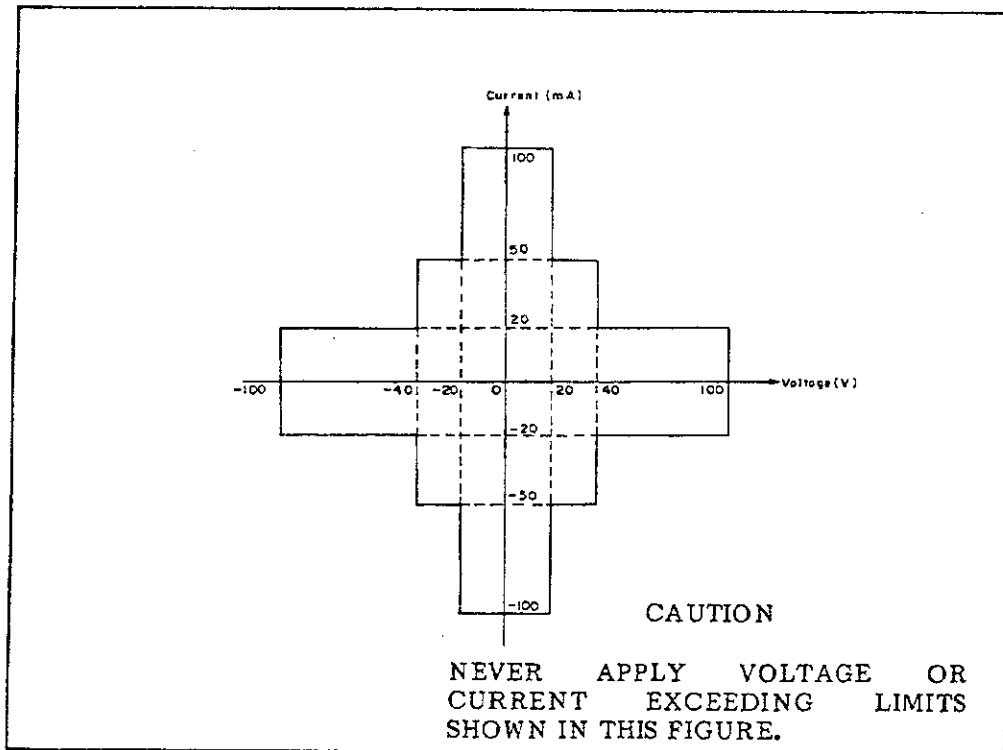 Current (mA)
100
50
20
-100 -40 -20 0 20 40 100 Voltage (V)
-20
-50
-100
CAUTION
NEVER APPLY VOLTAGE OR
CURRENT EXCEEDING LIMITS
SHOWN IN THIS FIGURE.